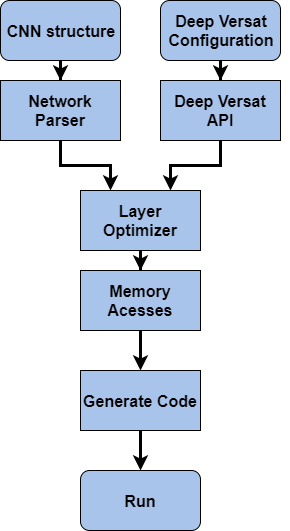 CNN structure
Deep Versat
Configuration
Network
Parser
Deep Versat
API
Layer
Optimizer
Memory
Acesses
Generate Code
Run